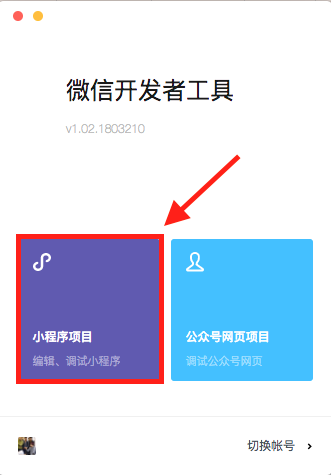 微信开发者工具
v1.02.1803210
小程序项目
编辑、调试小程序
公众号网页项目
调试公众号网页
切换帐号